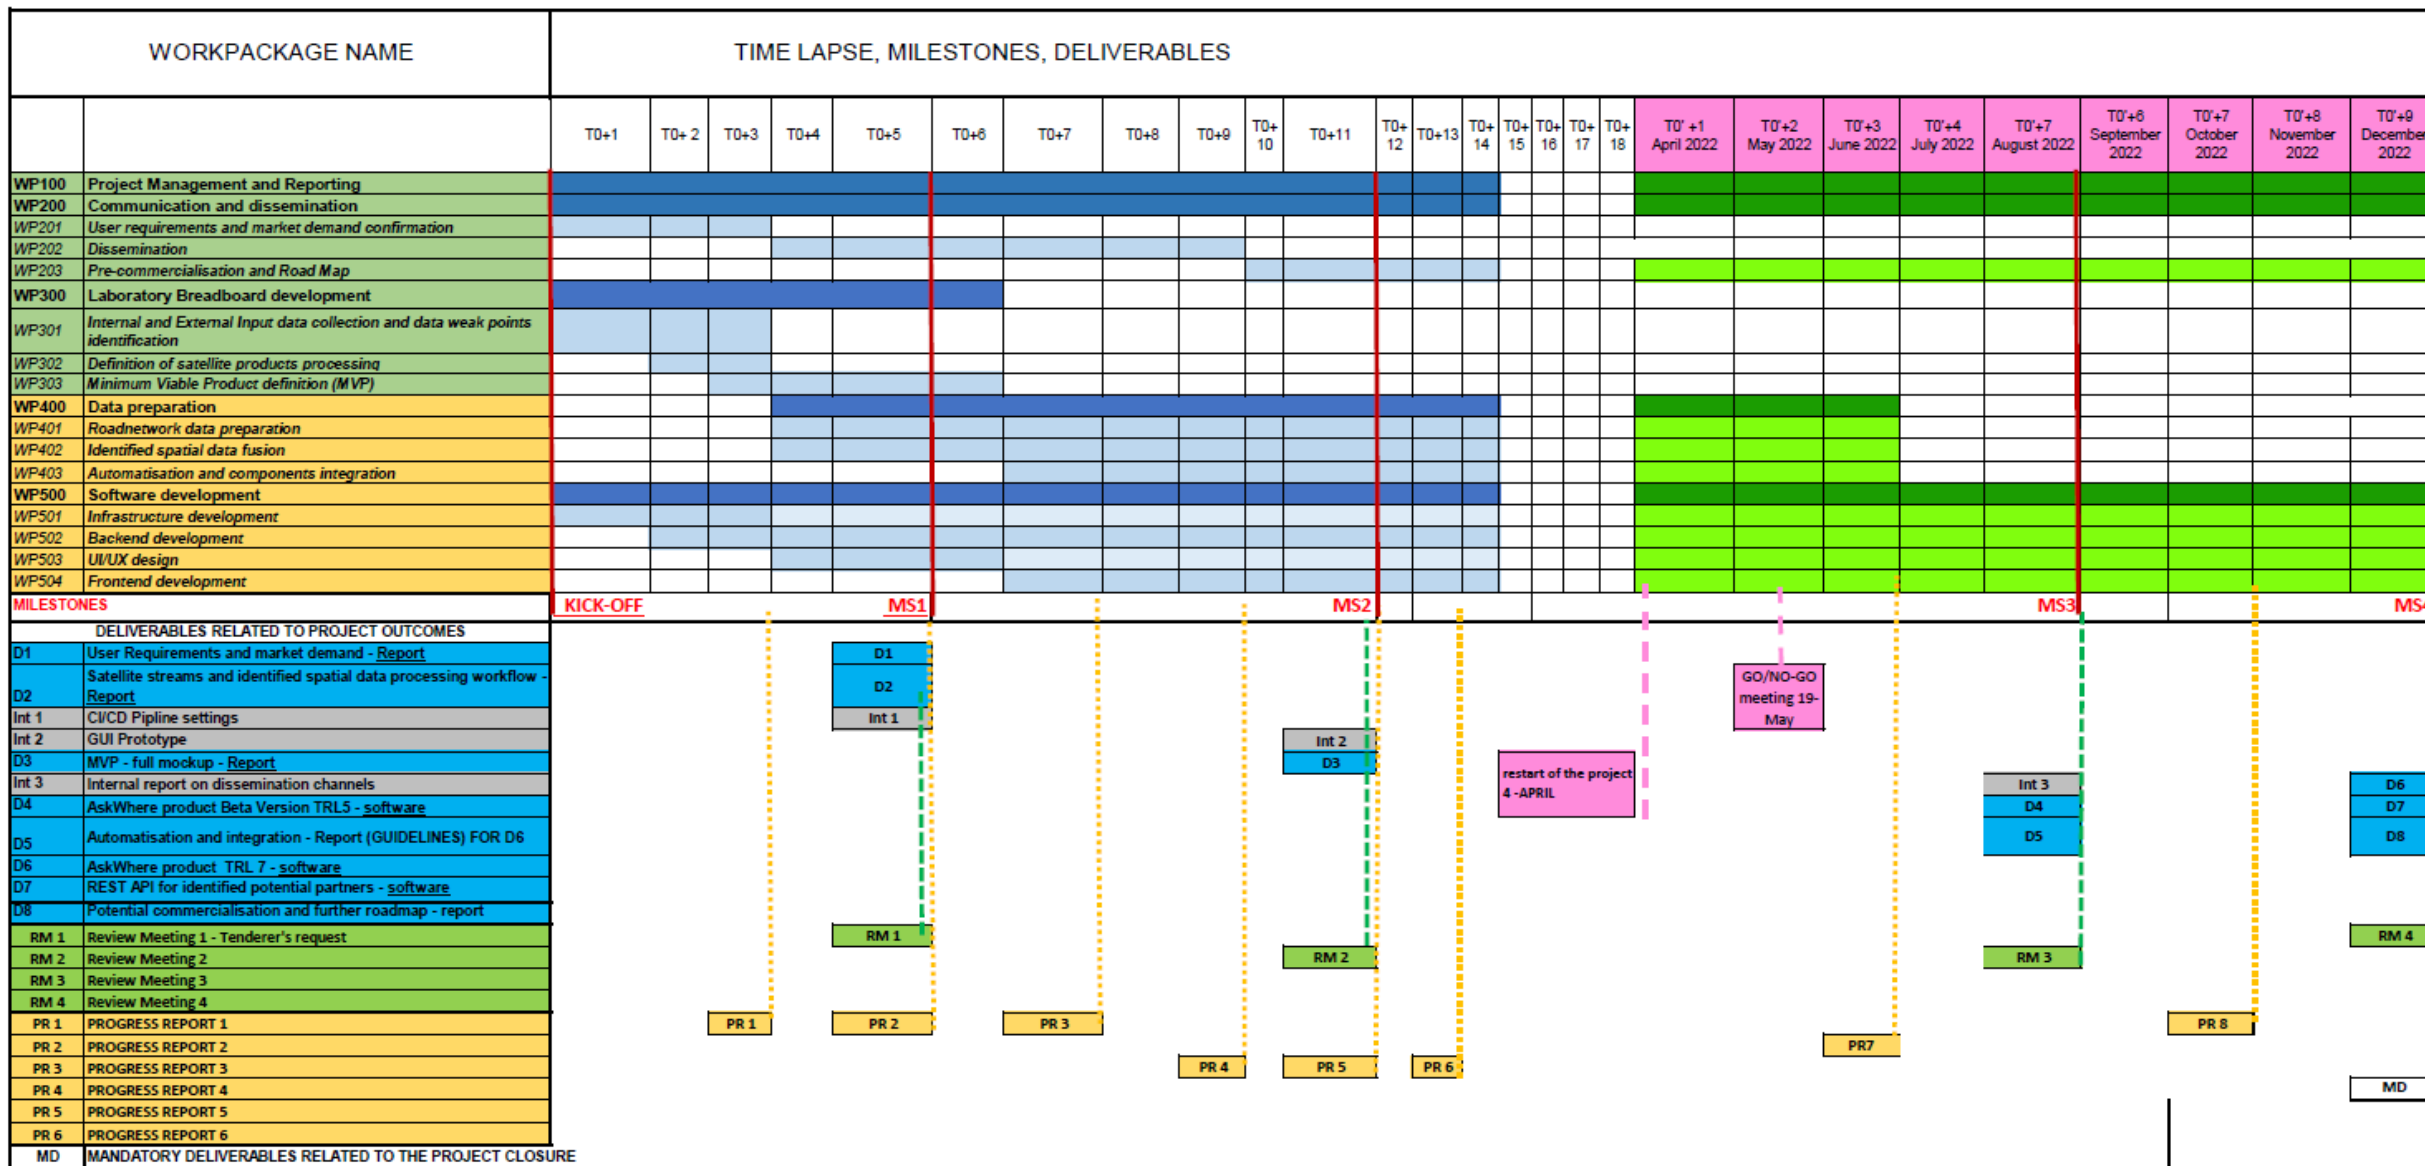 WORKPACKAGE NAME
TIME LAPSE, MILESTONES, DELIVERABLES
T0+1
T0+ 2
T0+3
T0+4
T0+5
T0+6
T0+7
T0+8
T0+9
T0+
10
T0+11
T0+
12
T0+13
T0+
14
T0+
15
T0+
16
T0+
17
T0+
18
T0' +1
April 2022
T0'+2
May 2022
T0'+3
June 2022
T0'+4
July 2022
T0'+7
August 2022
T0'+6
September
2022
T0'+7
October
2022
T0'+8
November
2022
T0'+9
December
2022
WP100 Project Management and Reporting
WP200 Communication and dissemination
WP201 User requirements and market demand confirmation
WP202 Dissemination
WP203 Pre-commercialisation and Road Map
WP300 Laboratory Breadboard development
WP301 Internal and External Input data collection and data weak points
identification
WP302 Definition of satellite products processing
WP303 Minimum Viable Product definition (MVP)
WP400 Data preparation
WP401 Roadnetwork data preparation
WP402 Identified spatial data fusion
WP403 Automatisation and components integration
WP500 Software development
WP501 Infrastructure development
WP502 Backend development
WP503 UI/UX design
WP504 Frontend development
MILESTONES KICK-OFF MS1 MS2 MS3 MS4
DELIVERABLES RELATED TO PROJECT OUTCOMES
D1 User Requirements and market demand - Report D1
Satellite streams and identified spatial data processing workflow -
D2 Report D2
GO/NO-GO
meeting 19-
May
Int 1 CI/CD Pipline settings Int 1
Int 2 GUI Prototype Int 2
D3 MVP - full mockup - Report D3
restart of the project
4 -APRIL
Int 3 Internal report on dissemination channels Int 3 D6
D4 AskWhere product Beta Version TRL5 - software D4 D7
D5 Automatisation and integration - Report (GUIDELINES) FOR D6 D5 D8
D6 AskWhere product TRL 7 - software
D7 REST API for identified potential partners - software
D8 Potential commercialisation and further roadmap - report
RM 1 Review Meeting 1 - Tenderer's request RM 1 RM 4
RM 2 Review Meeting 2 RM 2 RM 3
RM 3 Review Meeting 3
RM 4 Review Meeting 4
PR 1 PROGRESS REPORT 1 PR 1 PR 2 PR 3 PR 8
PR 2 PROGRESS REPORT 2 PR7
PR 3 PROGRESS REPORT 3 PR 4 PR 5 PR 6
PR 4 PROGRESS REPORT 4 MD
PR 5 PROGRESS REPORT 5
PR 6 PROGRESS REPORT 6
MD MANDATORY DELIVERABLES RELATED TO THE PROJECT CLOSURE